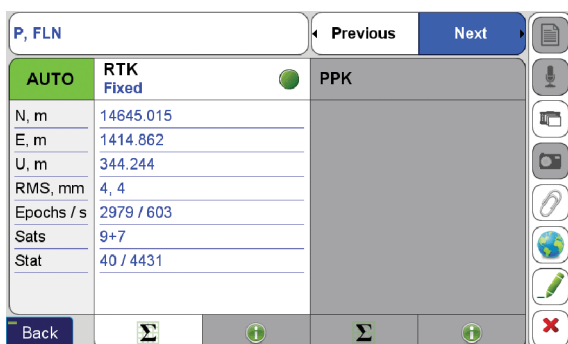 P, FLN
Previous
Next
AUTO
RTK
Fixed
PPK
N, m 14645.015
E, m 1414.862
U, m 344.244
RMS, mm 4, 4
Epochs / s 2979 / 603
Sats 9+7
Stat 40 / 4431
Back Σ Σ